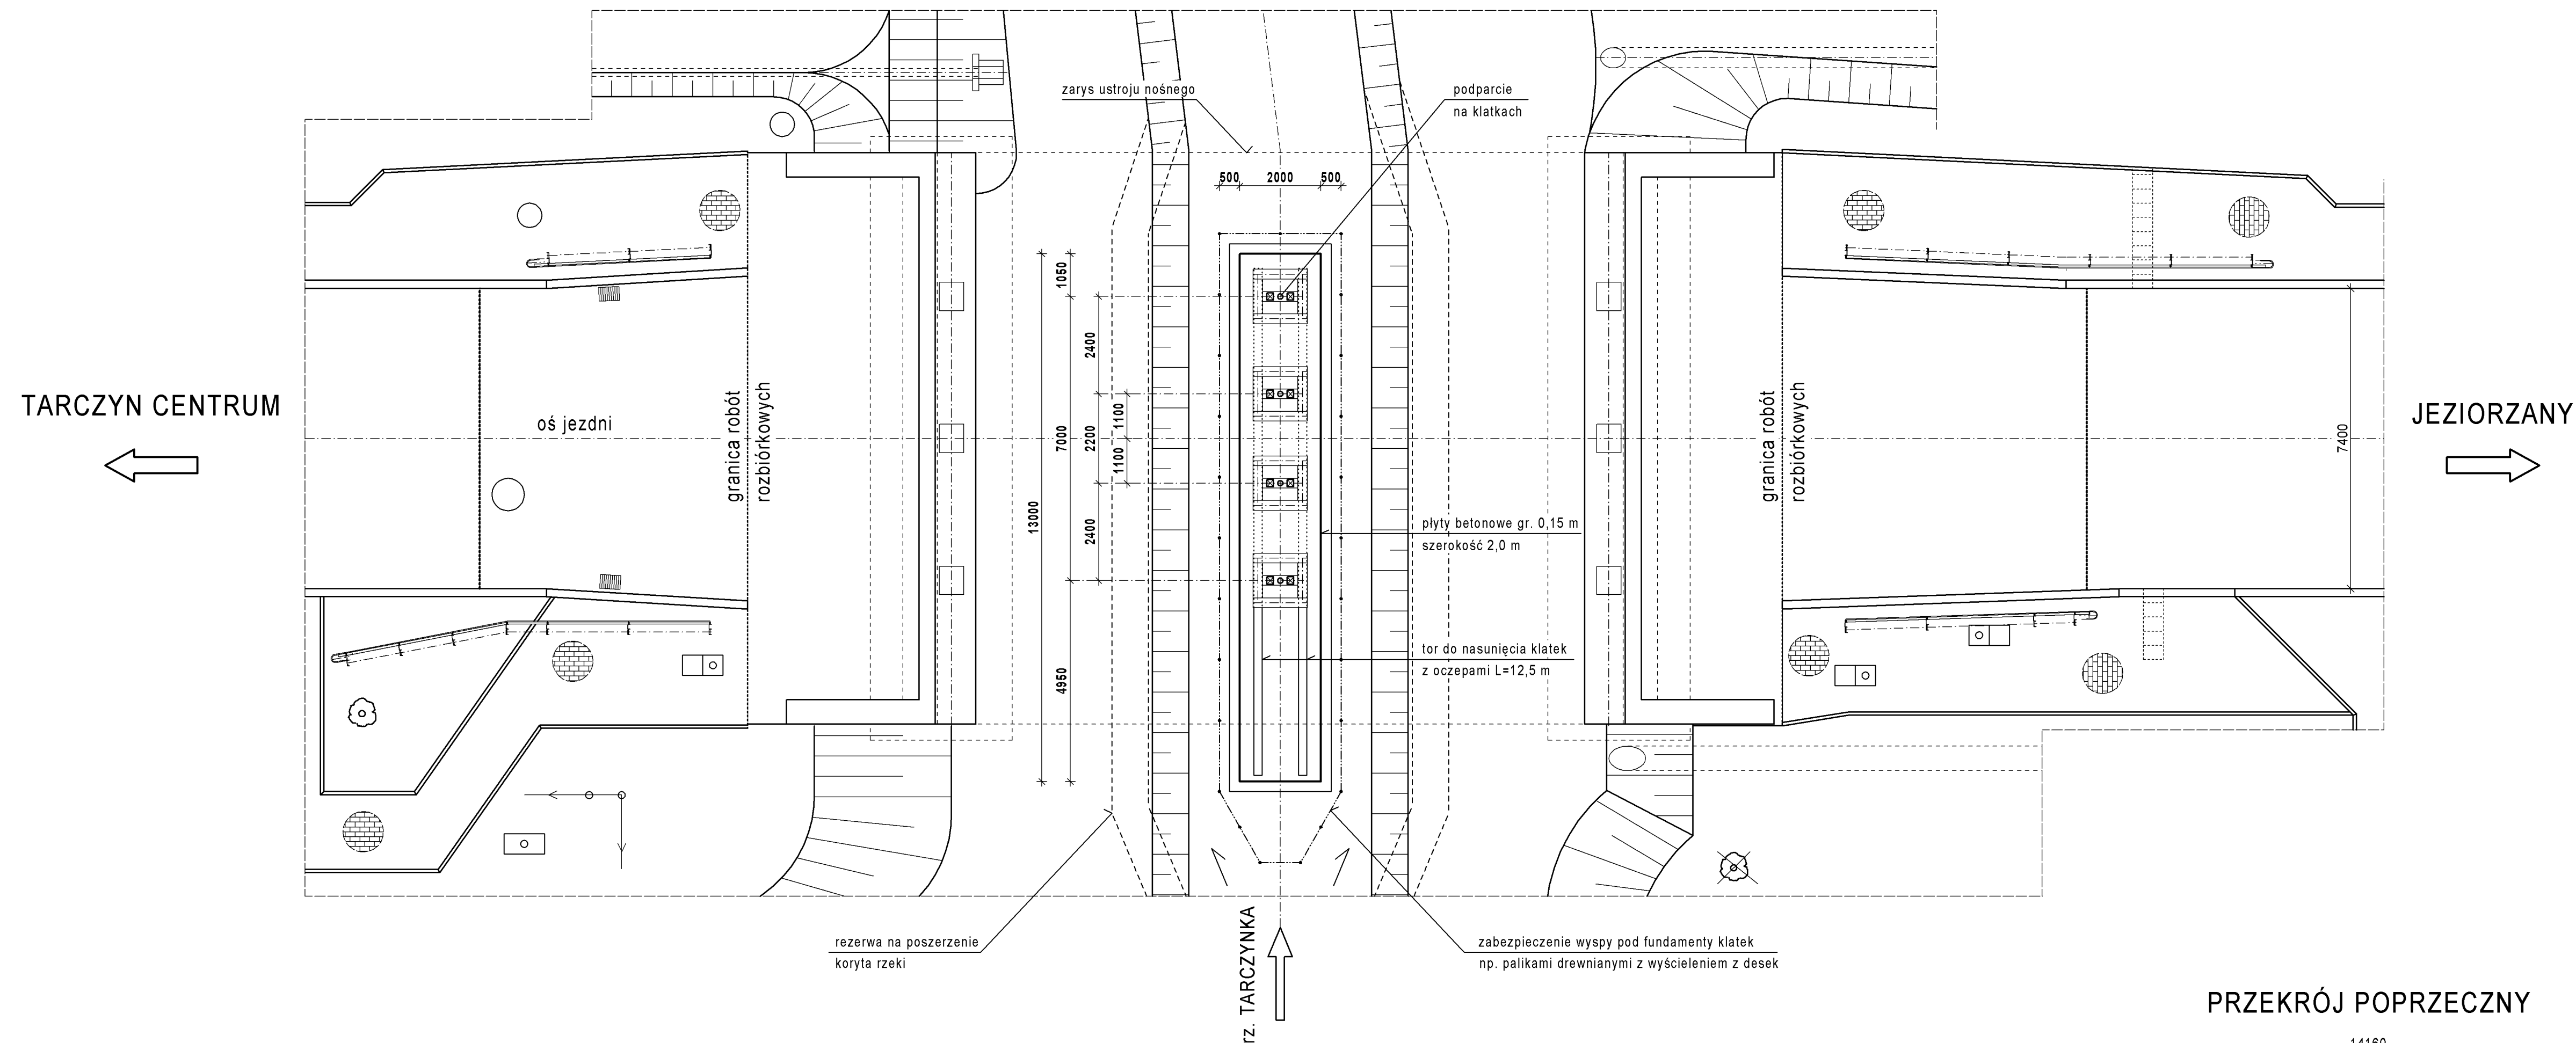 zarys ustroju nośnego
podparcie
na klatkach
500 2000 500
1050
2400
1100
7000
2200
1100
13000
2400
4950
TARCZYN CENTRUM
oś jezdni
granica robót
rozbiórkowych
granica robót
rozbiórkowych
7400
JEZIORZANY
płyty betonowe gr. 0,15 m
szerokość 2,0 m
tor do nasunięcia klatek
z oczepami L=12,5 m
rezerwa na poszerzenie
koryta rzeki
rz. TARCZYNKA
zabezpieczenie wyspy pod fundamenty klatek
np. palikami drewnianymi z wyścieleniem z desek
PRZEKRÓJ POPRZECZNY
14160